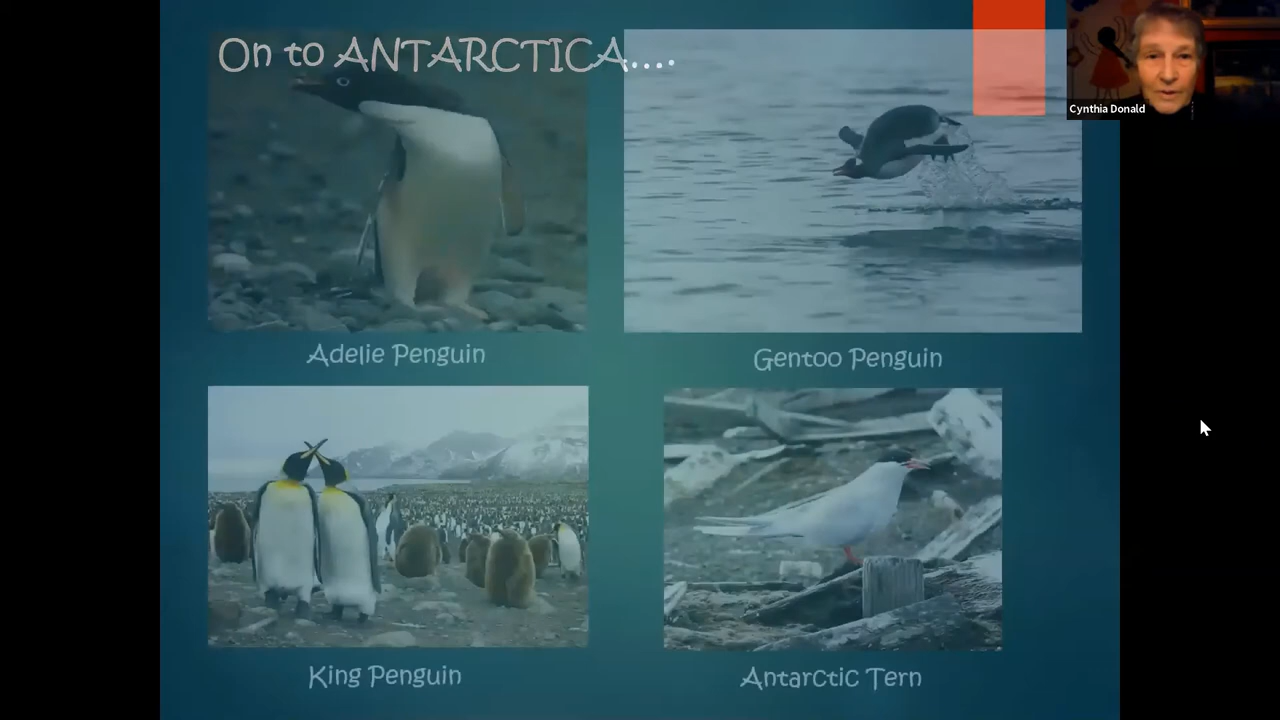 On to ANTARCTICA....
Cynthia Donald
Adelie Penguin
Gentoo Penguin
King Penguin
Antarctic Tern